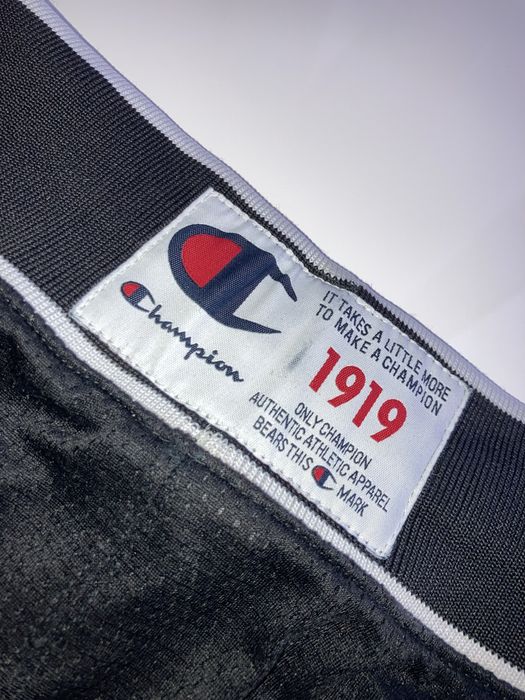 Champion
IT TAKES A LITTLE MORE
TO MAKE A CHAMPION
1919
ONLY CHAMPION
AUTHENTIC ATHLETIC APPAREL
BEARS THIS C MARK